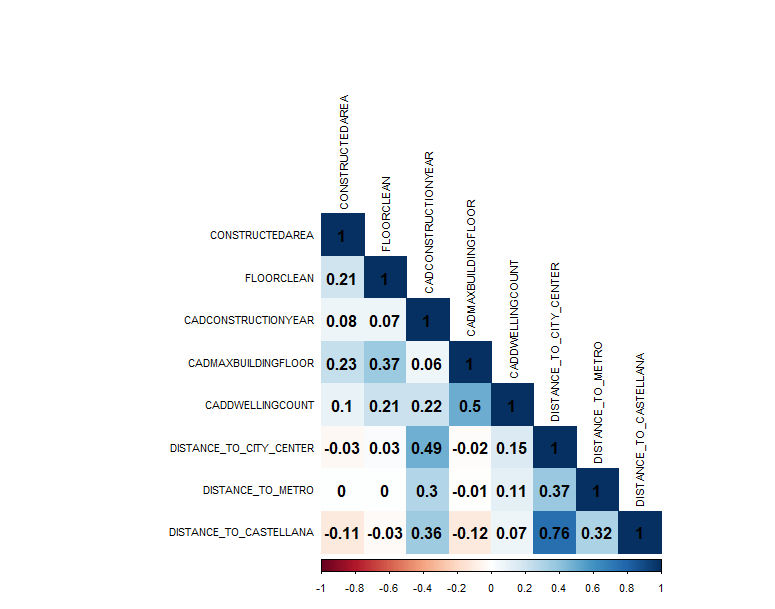 CONSTRUCTEDAREA
FLOORCLEAN
CADCONSTRUCTIONYEAR
CADMAXBUILDINGFLOOR
CADDWELLINGCOUNT
DISTANCE_TO_CITY_CENTER
DISTANCE_TO_METRO
DISTANCE_TO_CASTELLANA
CONSTRUCTEDAREA 1
FLOORCLEAN 0.21 1
CADCONSTRUCTIONYEAR 0.08 0.07 1
CADMAXBUILDINGFLOOR 0.23 0.37 0.06 1
CADDWELLINGCOUNT 0.1 0.21 0.22 0.5 1
DISTANCE_TO_CITY_CENTER -0.03 0.03 0.49 -0.02 0.15 1
DISTANCE_TO_METRO 0 0 0.3 -0.01 0.11 0.37 1
DISTANCE_TO_CASTELLANA -0.11 -0.03 0.36 -0.12 0.07 0.76 0.32 1
-1 -0.8 -0.6 -0.4 -0.2 0 0.2 0.4 0.6 0.8 1